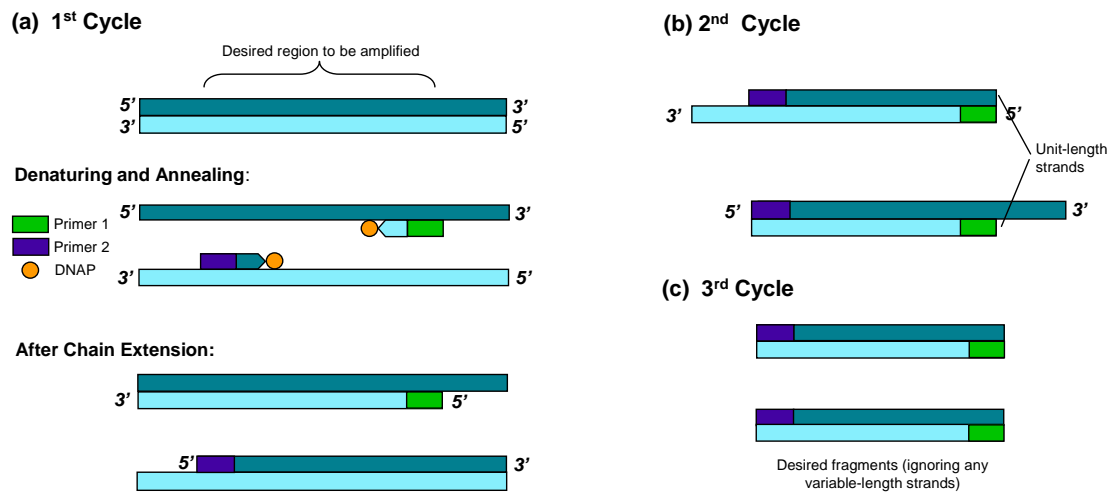 (a) 1st Cycle
Desired region to be amplified
5’ 3’
3’ 5’
Denaturing and Annealing:
5’ 3’
Primer 1
Primer 2
DNAP
3’ 5’
After Chain Extension:
3’ 5’
5’ 3’
(b) 2nd Cycle
3’ 5’
Unit-length
strands
5’ 3’
(c) 3rd Cycle
Desired fragments (ignoring any
variable-length strands)